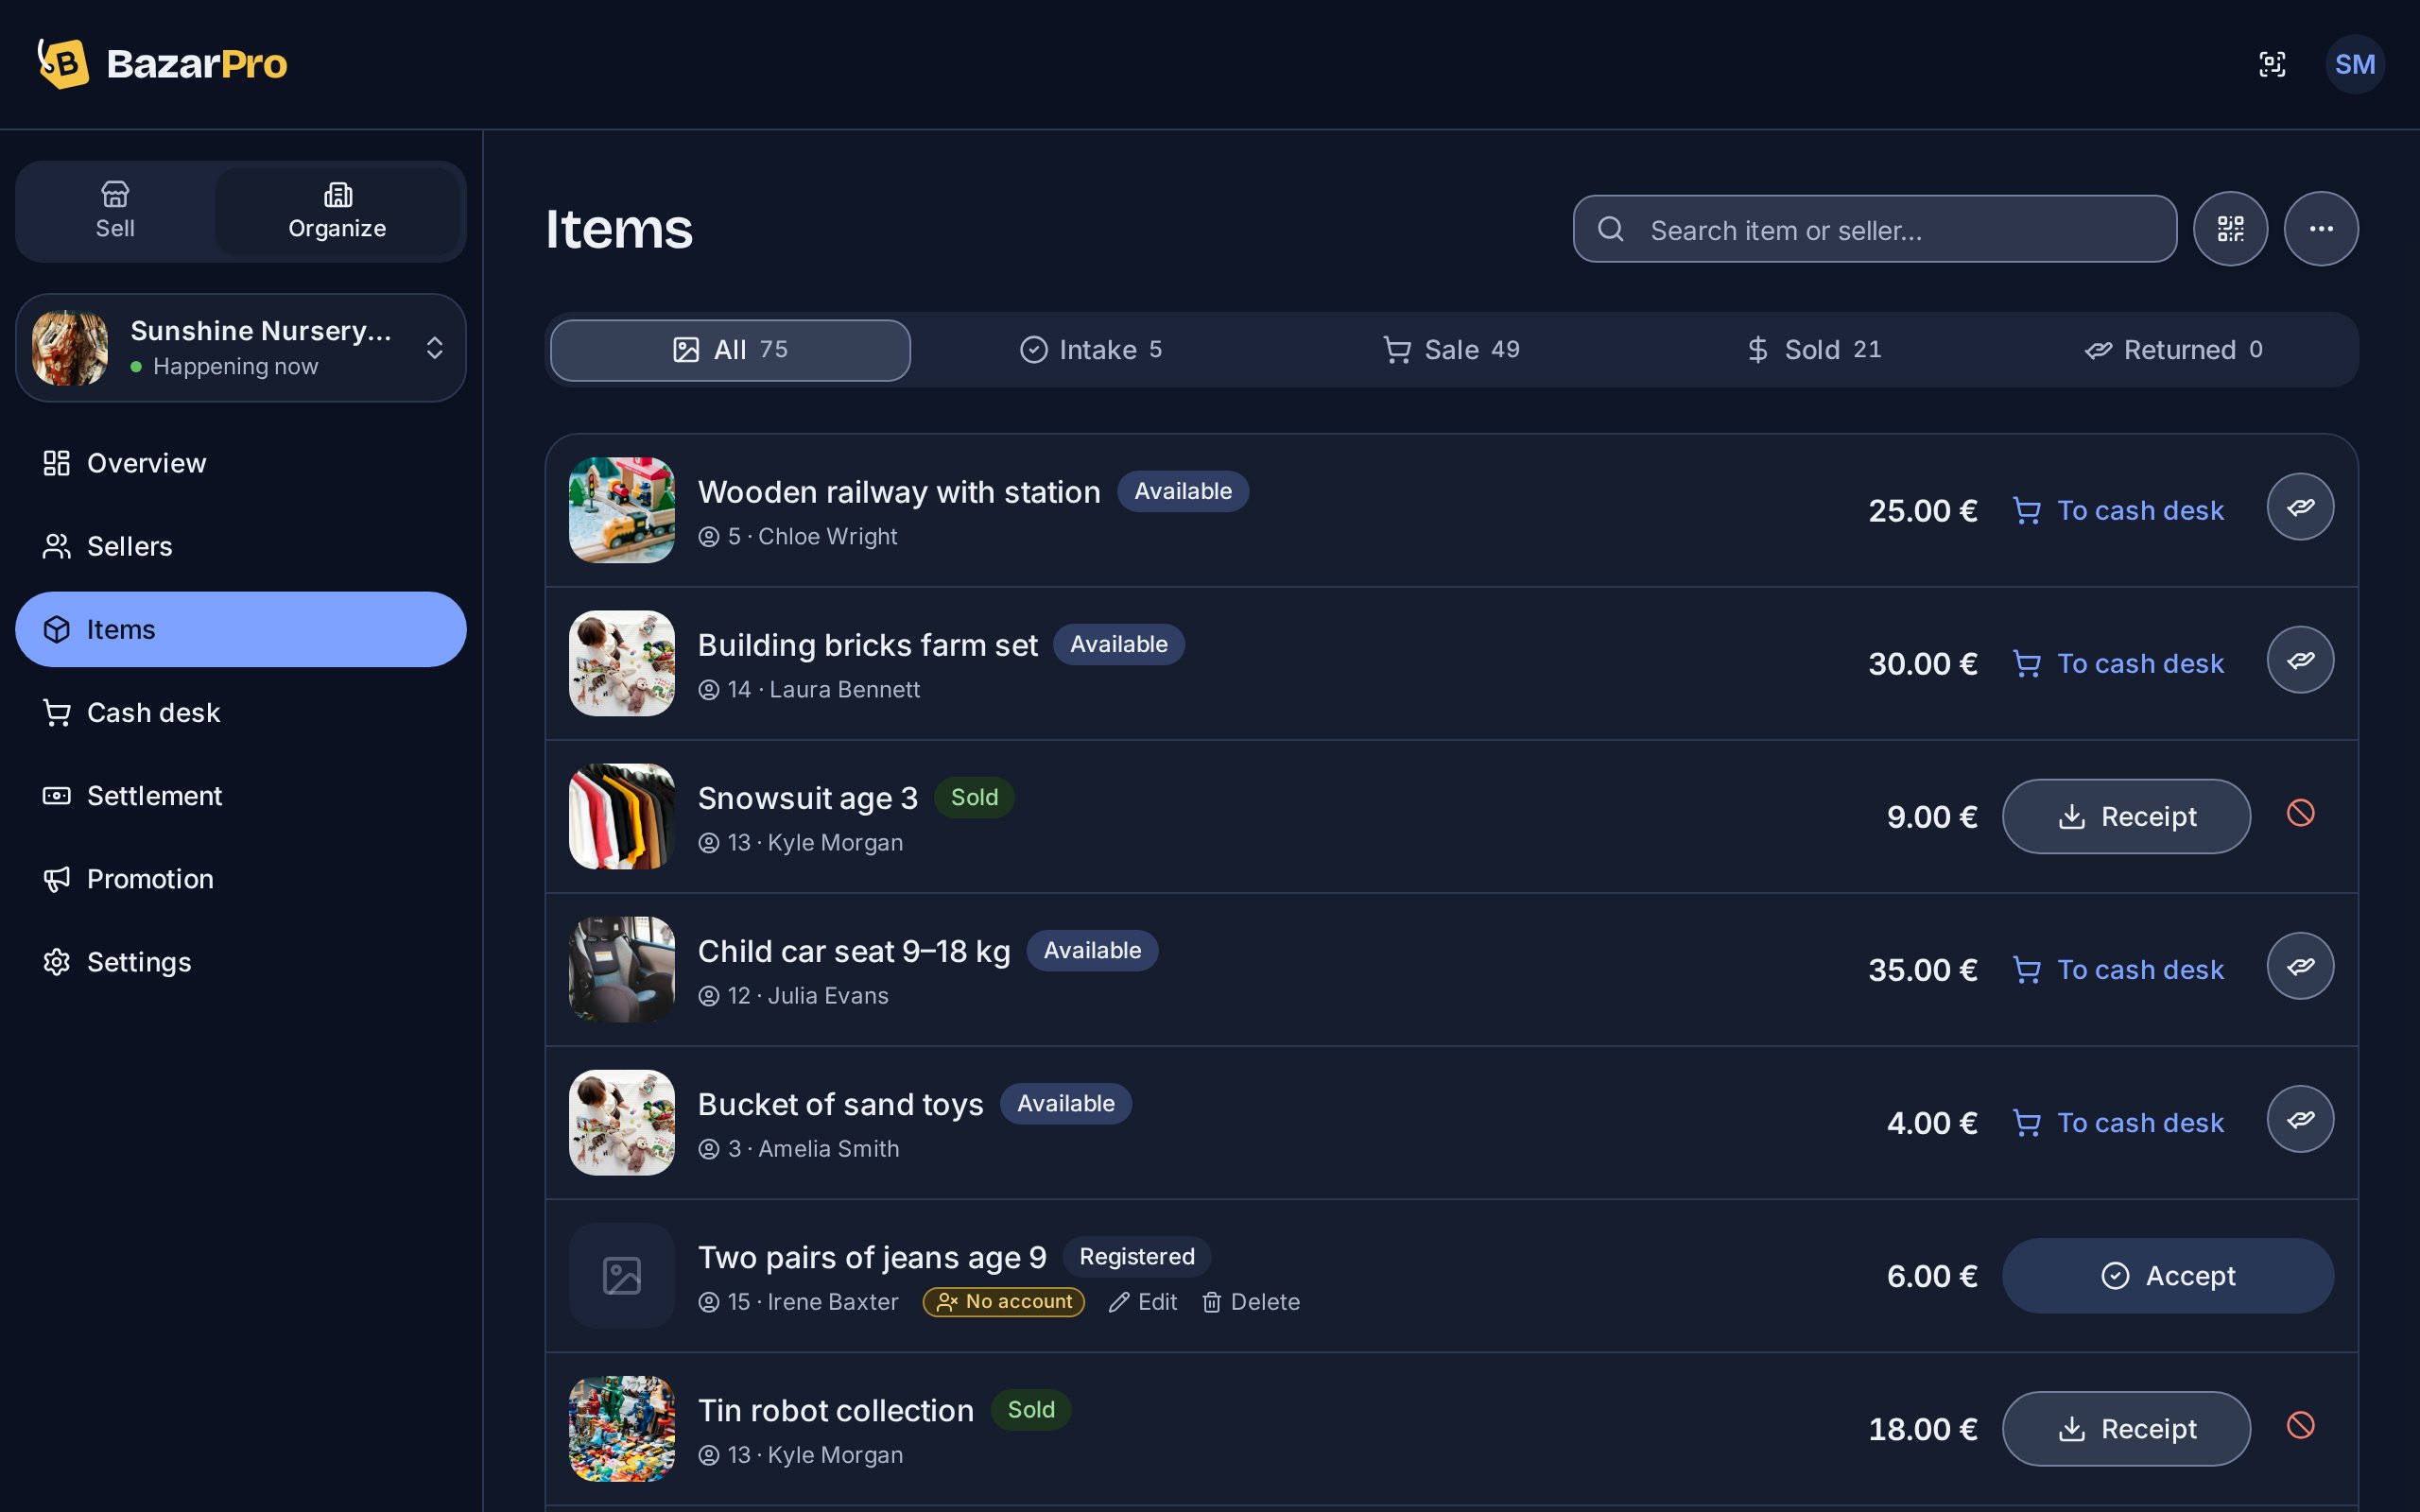 B BazarPro
SM
Sell
Organize
Sunshine Nursery...
Happening now
Overview
Sellers
Items
Cash desk
Settlement
Promotion
Settings
Items
Search item or seller...
All 75
Intake 5
Sale 49
Sold 21
Returned 0
Wooden railway with station Available
5 · Chloe Wright
25.00 € To cash desk
Building bricks farm set Available
14 · Laura Bennett
30.00 € To cash desk
Snowsuit age 3 Sold
13 · Kyle Morgan
9.00 € Receipt
Child car seat 9–18 kg Available
12 · Julia Evans
35.00 € To cash desk
Bucket of sand toys Available
3 · Amelia Smith
4.00 € To cash desk
Two pairs of jeans age 9 Registered
15 · Irene Baxter No account Edit Delete
6.00 € Accept
Tin robot collection Sold
13 · Kyle Morgan
18.00 € Receipt